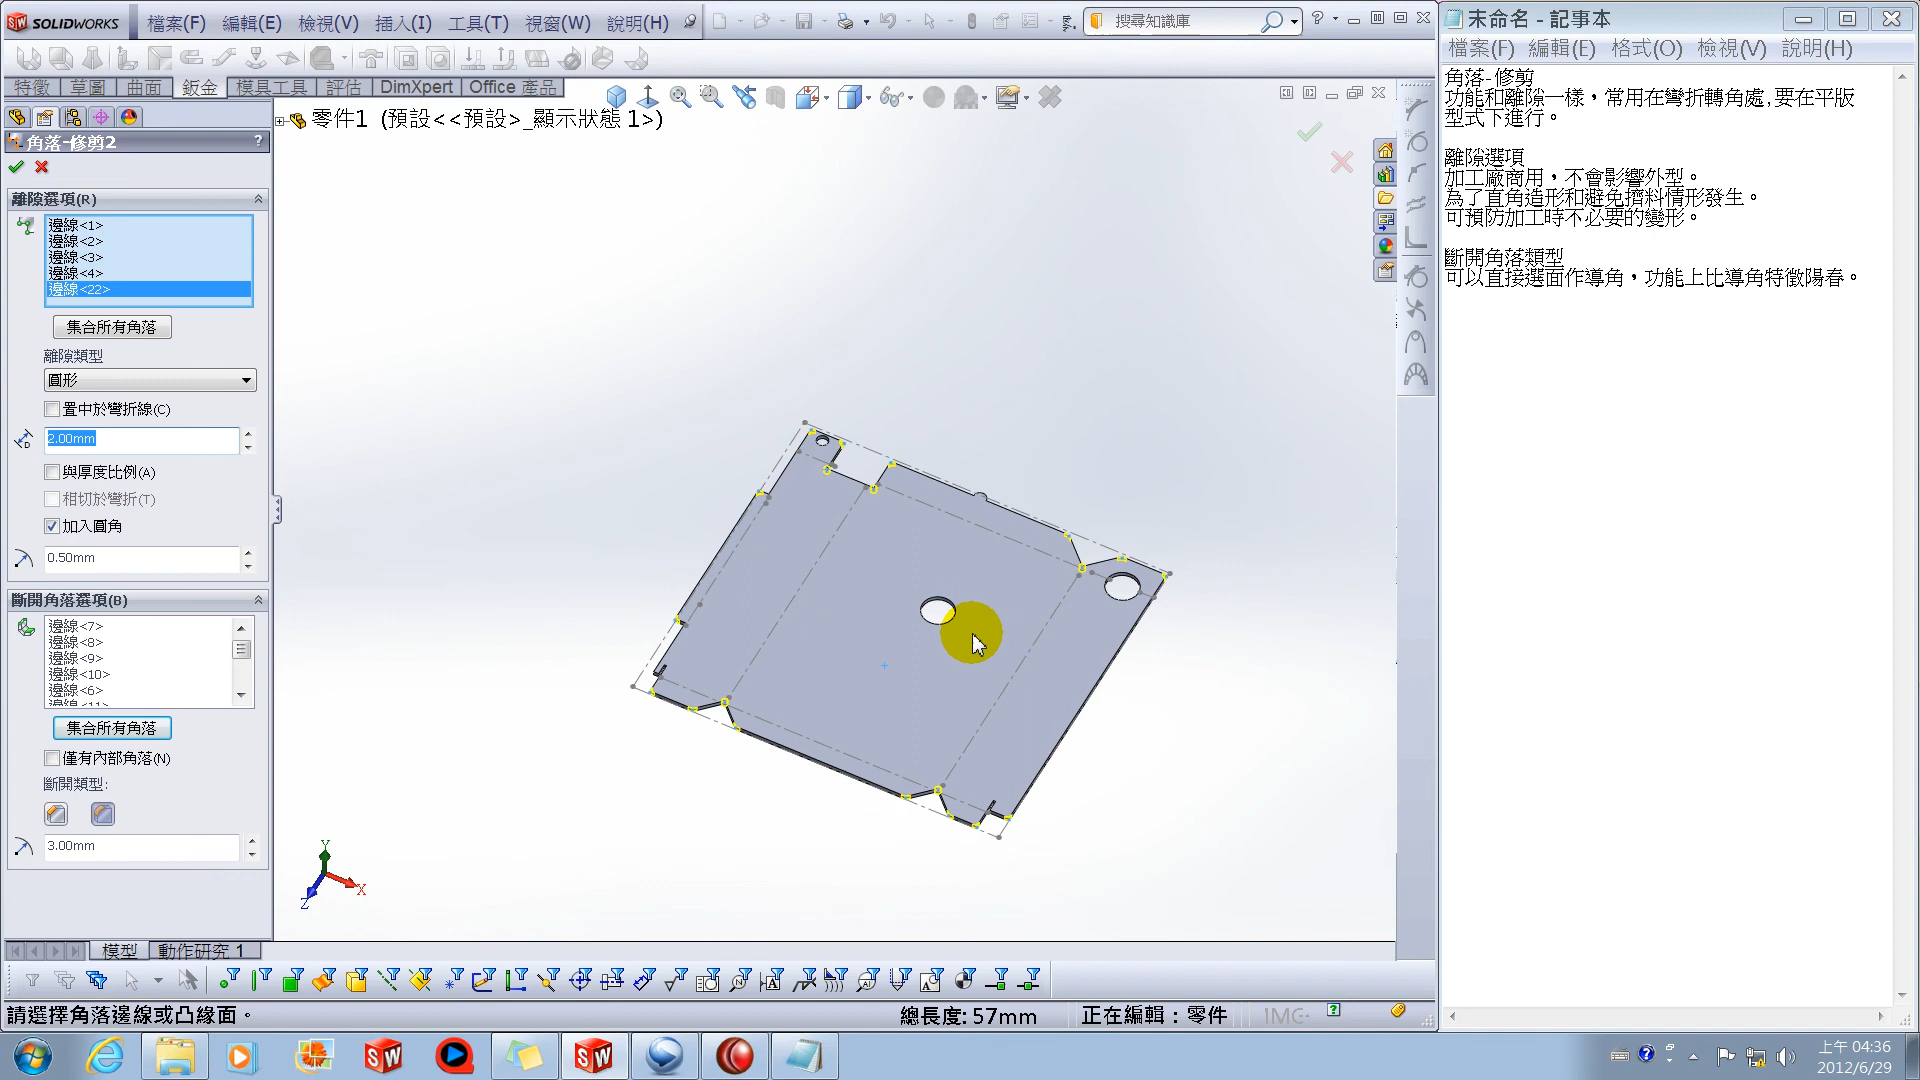 SOLIDWORKS
檔案(F) 編輯(E) 檢視(V) 插入(I) 工具(T) 視窗(W) 說明(H)
搜尋知識庫
特徵 草圖 曲面 鈑金 模具工具 評估 DimXpert Office 產品
零件1 (預設<<預設>_顯示狀態 1>)
角落-修剪2
離隙選項(R)
邊線<1>
邊線<2>
邊線<3>
邊線<4>
邊線<22>
集合所有角落
離隙類型
圓形
置中於彎折線(C)
2.00mm
與厚度比例(A)
相切於彎折(T)
加入圓角
0.50mm
斷開角落選項(B)
邊線<7>
邊線<8>
邊線<9>
邊線<10>
邊線<6>
邊線<11>
集合所有角落
僅有內部角落(N)
斷開類型:
3.00mm
Y
X
Z
模型 動作研究 1
請選擇角落邊線或凸緣面。
總長度: 57mm
正在編輯：零件
未命名 - 記事本
檔案(F) 編輯(E) 格式(O) 檢視(V) 說明(H)
角落-修剪
功能和離隙一樣，常用在彎折轉角處,要在平版
型式下進行。
離隙選項
加工廠商用，不會影響外型。
為了直角造形和避免擠料情形發生。
可預防加工時不必要的變形。
斷開角落類型
可以直接選面作導角，功能上比導角特徵陽春。
上午 04:36
2012/6/29